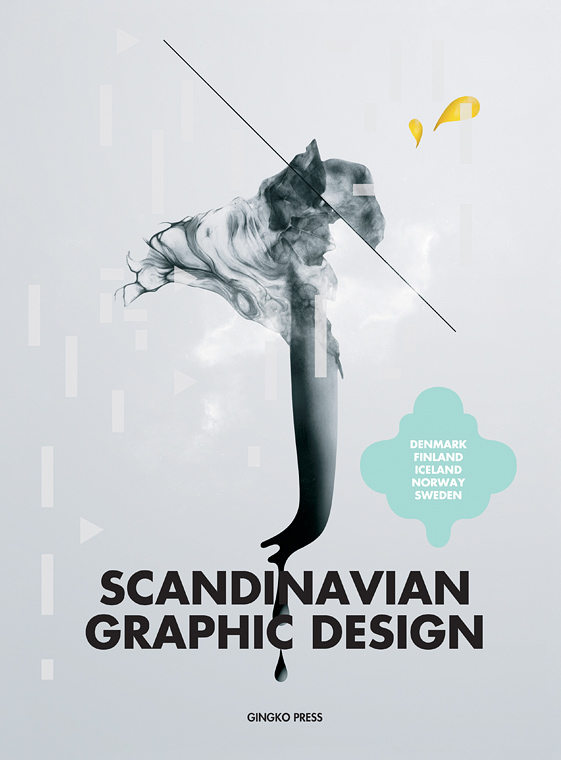 DENMARK
FINLAND
ICELAND
NORWAY
SWEDEN
SCANDINAVIAN
GRAPHIC DESIGN
GINGKO PRESS